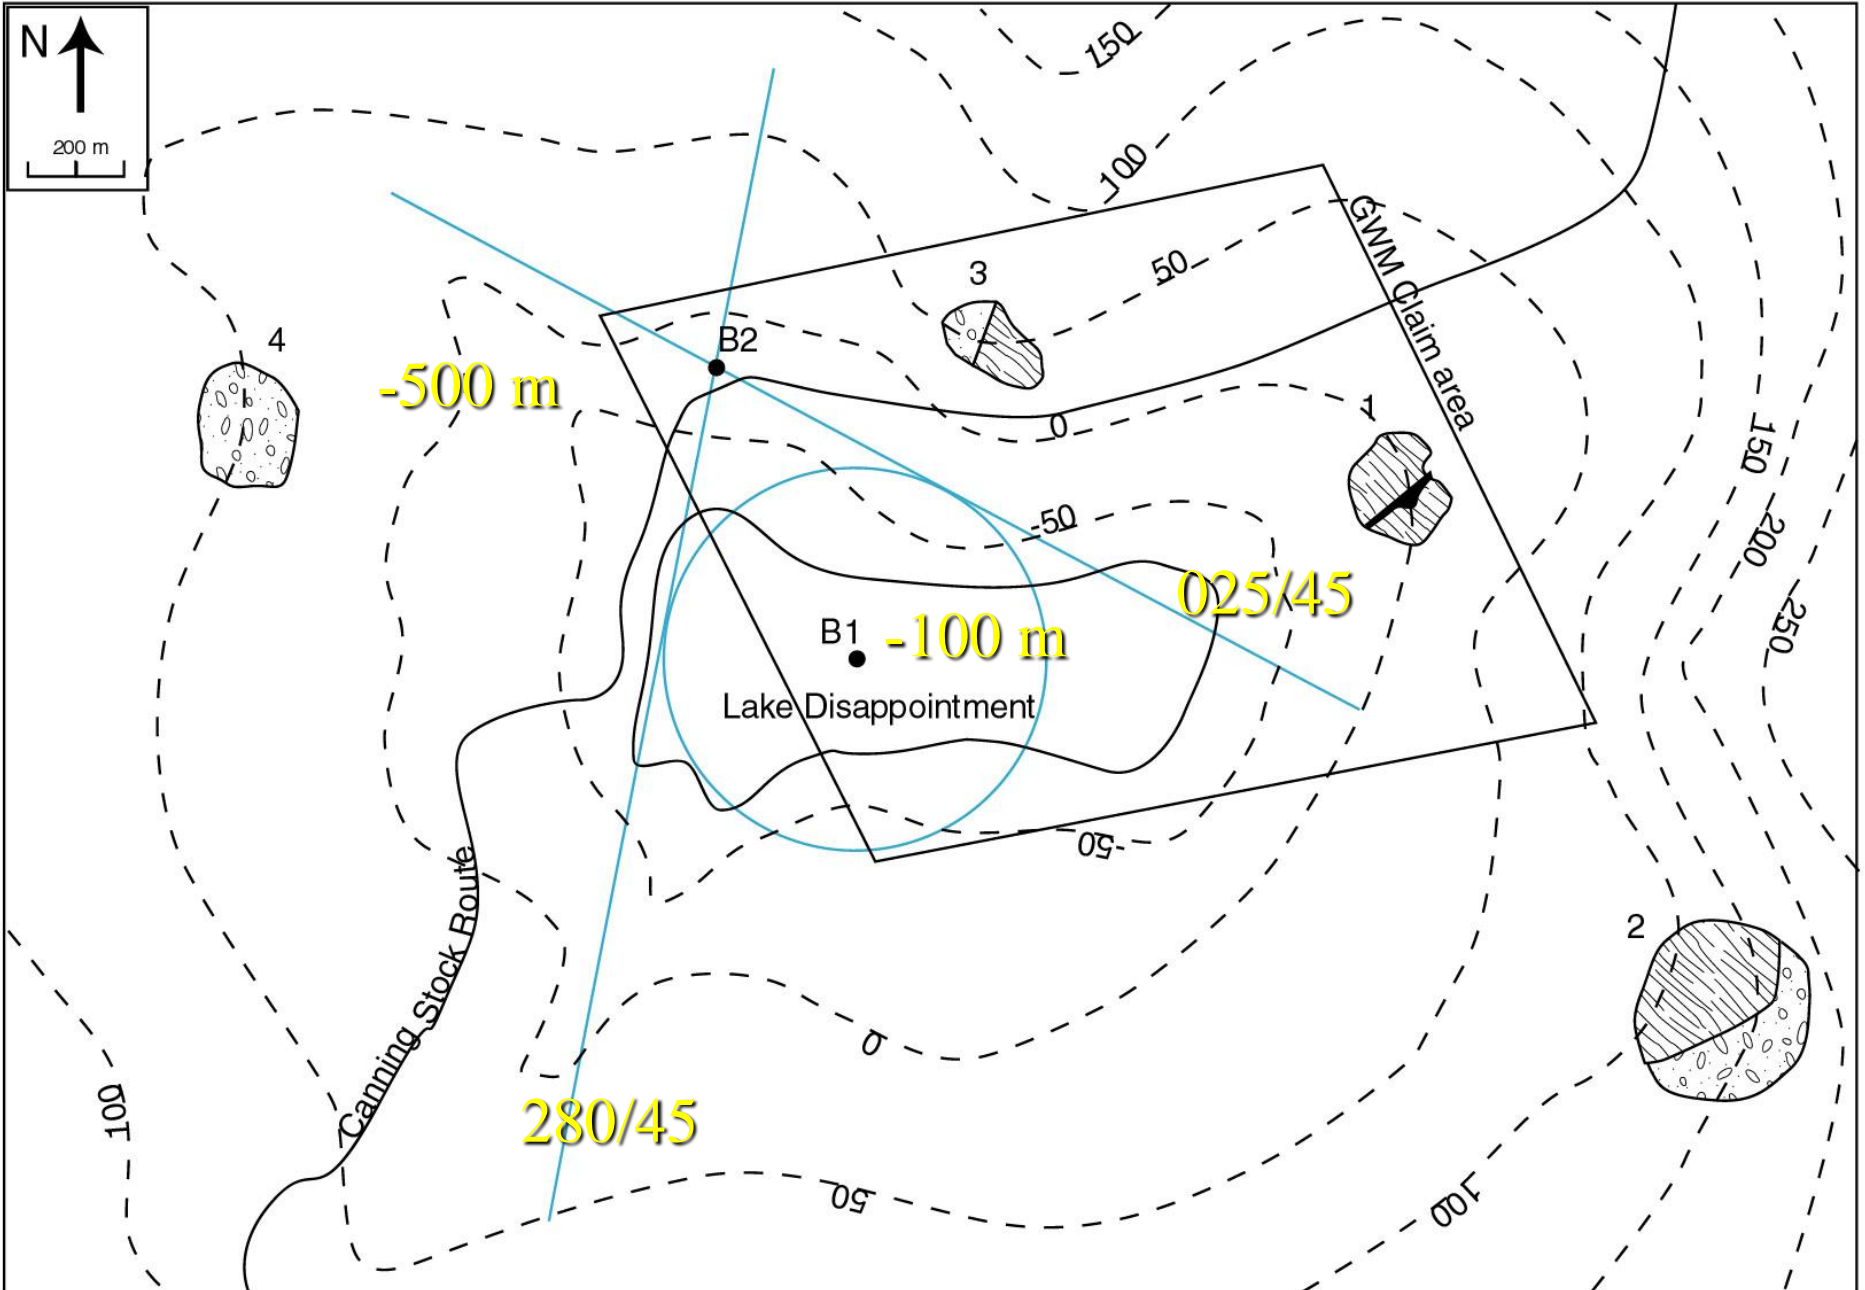 N
200 m
150
100
GWM Claim area
50
3
4
B2
-500 m
0
1
150
-50
200
025/45
250
B1
-100 m
Lake Disappointment
-50
Canning Stock Route
2
0
100
280/45
50
100